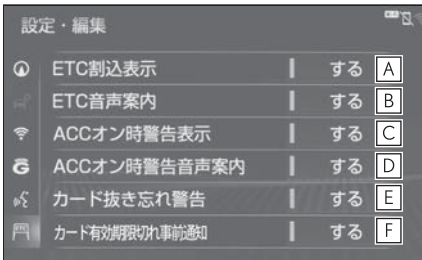 設定・編集
ETC割込表示 する A
ETC音声案内 する B
ACCオン時警告表示 する C
ACCオン時警告音声案内 する D
カード抜き忘れ警告 する E
カード有効期限切れ事前通知 する F